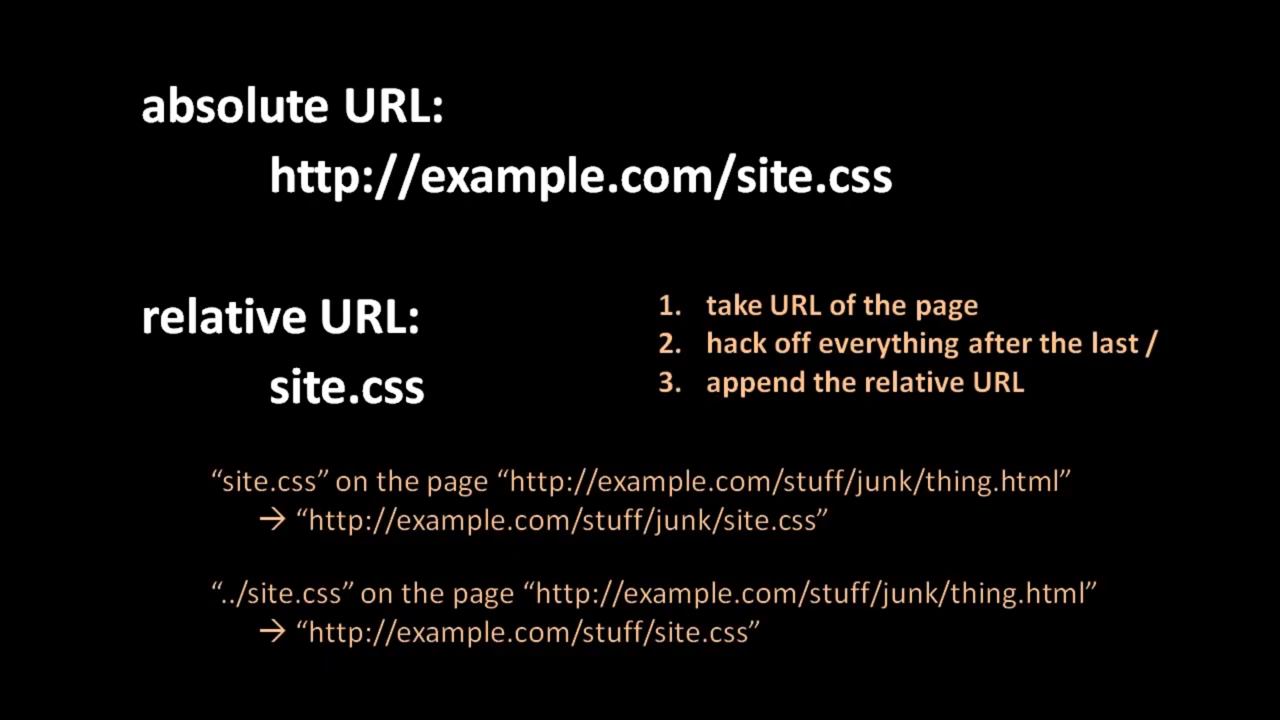 absolute URL:
http://example.com/site.css
relative URL:
site.css
1. take URL of the page
2. hack off everything after the last /
3. append the relative URL
“site.css” on the page “http://example.com/stuff/junk/thing.html”
→ “http://example.com/stuff/junk/site.css”
“../site.css” on the page “http://example.com/stuff/junk/thing.html”
→ “http://example.com/stuff/site.css”